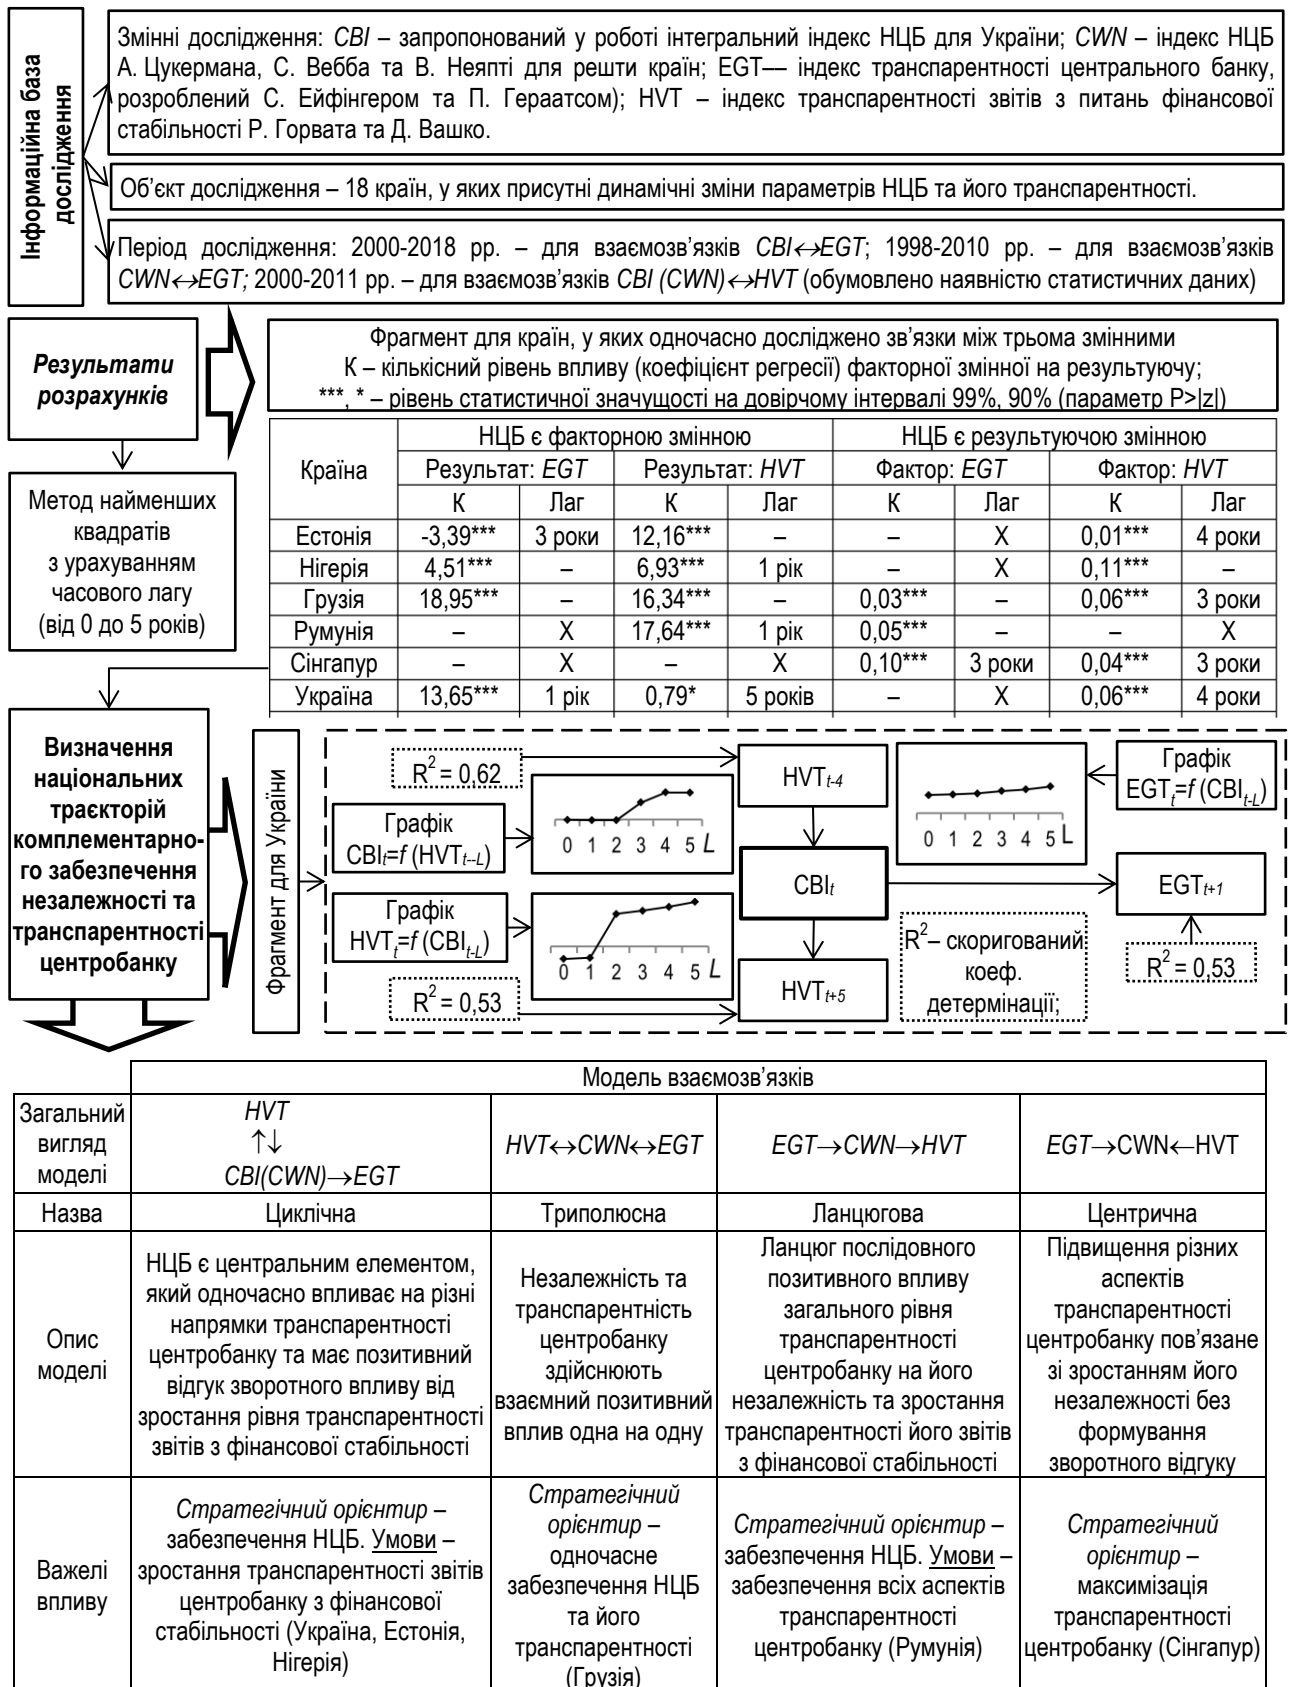 Інформаційна база
дослідження
Змінні дослідження: CBI – запропонований у роботі інтегральний індекс НЦБ для України; CWN – індекс НЦБ
А. Цукермана, С. Вебба та В. Неяпті для решти країн; EGT–– індекс транспарентності центрального банку,
розроблений С. Ейфінгером та П. Гераатсом); HVT – індекс транспарентності звітів з питань фінансової
стабільності Р. Горвата та Д. Вашко.
Об’єкт дослідження – 18 країн, у яких присутні динамічні зміни параметрів НЦБ та його транспарентності.
Період дослідження: 2000-2018 рр. – для взаємозв’язків CBI↔EGT; 1998-2010 рр. – для взаємозв’язків
CWN↔EGT; 2000-2011 рр. – для взаємозв’язків CBI (CWN)↔HVT (обумовлено наявністю статистичних даних)
Результати
розрахунків
Фрагмент для країн, у яких одночасно досліджено зв’язки між трьома змінними
К – кількісний рівень впливу (коефіцієнт регресії) факторної змінної на результуючу;
***, * – рівень статистичної значущості на довірчому інтервалі 99%, 90% (параметр P>|z|)
Метод найменших
квадратів
з урахуванням
часового лагу
(від 0 до 5 років)
Країна НЦБ є факторною змінною НЦБ є результуючою змінною
Результат: EGT Результат: HVT Фактор: EGT Фактор: HVT
К Лаг К Лаг К Лаг К Лаг
Естонія -3,39*** 3 роки 12,16*** – – Х 0,01*** 4 роки
Нігерія 4,51*** – 6,93*** 1 рік – Х 0,11*** –
Грузія 18,95*** – 16,34*** – 0,03*** – 0,06*** 3 роки
Румунія – Х 17,64*** 1 рік 0,05*** – – Х
Сінгапур – Х – Х 0,10*** 3 роки 0,04*** 3 роки
Україна 13,65*** 1 рік 0,79* 5 років – Х 0,06*** 4 роки
Визначення
національних
траєкторій
комплементарно-
го забезпечення
незалежності та
транспарентності
центробанку
Фрагмент для України
R² = 0,62
Графік
CBIt=f (HVTt--L)
0 1 2 3 4 5 L
Графік
HVTt=f (CBIt-L)
0 1 2 3 4 5 L
R² = 0,53
HVTt-4
CBIt
HVTt+5
0 1 2 3 4 5 L
Графік
EGTt=f (CBIt-L)
EGTt+1
R² = 0,53
R²– скоригований
коеф.
детермінації;
Модель взаємозв’язків
Загальний
вигляд
моделі
HVT
↑↓
CBI(CWN)→EGT
HVT↔CWN↔EGT
EGT→CWN→HVT
EGT→CWN←HVT
Назва Циклічна Триполюсна Ланцюгова Центрична
Опис
моделі
НЦБ є центральним елементом,
який одночасно впливає на різні
напрямки транспарентності
центробанку та має позитивний
відгук зворотного впливу від
зростання рівня транспарентності
звітів з фінансової стабільності
Незалежність та
транспарентність
центробанку
здійснюють
взаємний позитивний
вплив одна на одну
Ланцюг послідовного
позитивного впливу
загального рівня
транспарентності
центробанку на його
незалежність та зростання
транспарентності його звітів
з фінансової стабільності
Підвищення різних
аспектів
транспарентності
центробанку пов’язане
зі зростанням його
незалежності без
формування
зворотного відгуку
Важелі
впливу
Стратегічний орієнтир –
забезпечення НЦБ. Умови –
зростання транспарентності звітів
центробанку з фінансової
стабільності (Україна, Естонія,
Нігерія)
Стратегічний
орієнтир –
одночасне
забезпечення НЦБ
та його
транспарентності
(Грузія)
Стратегічний орієнтир –
забезпечення НЦБ. Умови –
забезпечення всіх аспектів
транспарентності
центробанку (Румунія)
Стратегічний
орієнтир –
максимізація
транспарентності
центробанку (Сінгапур)